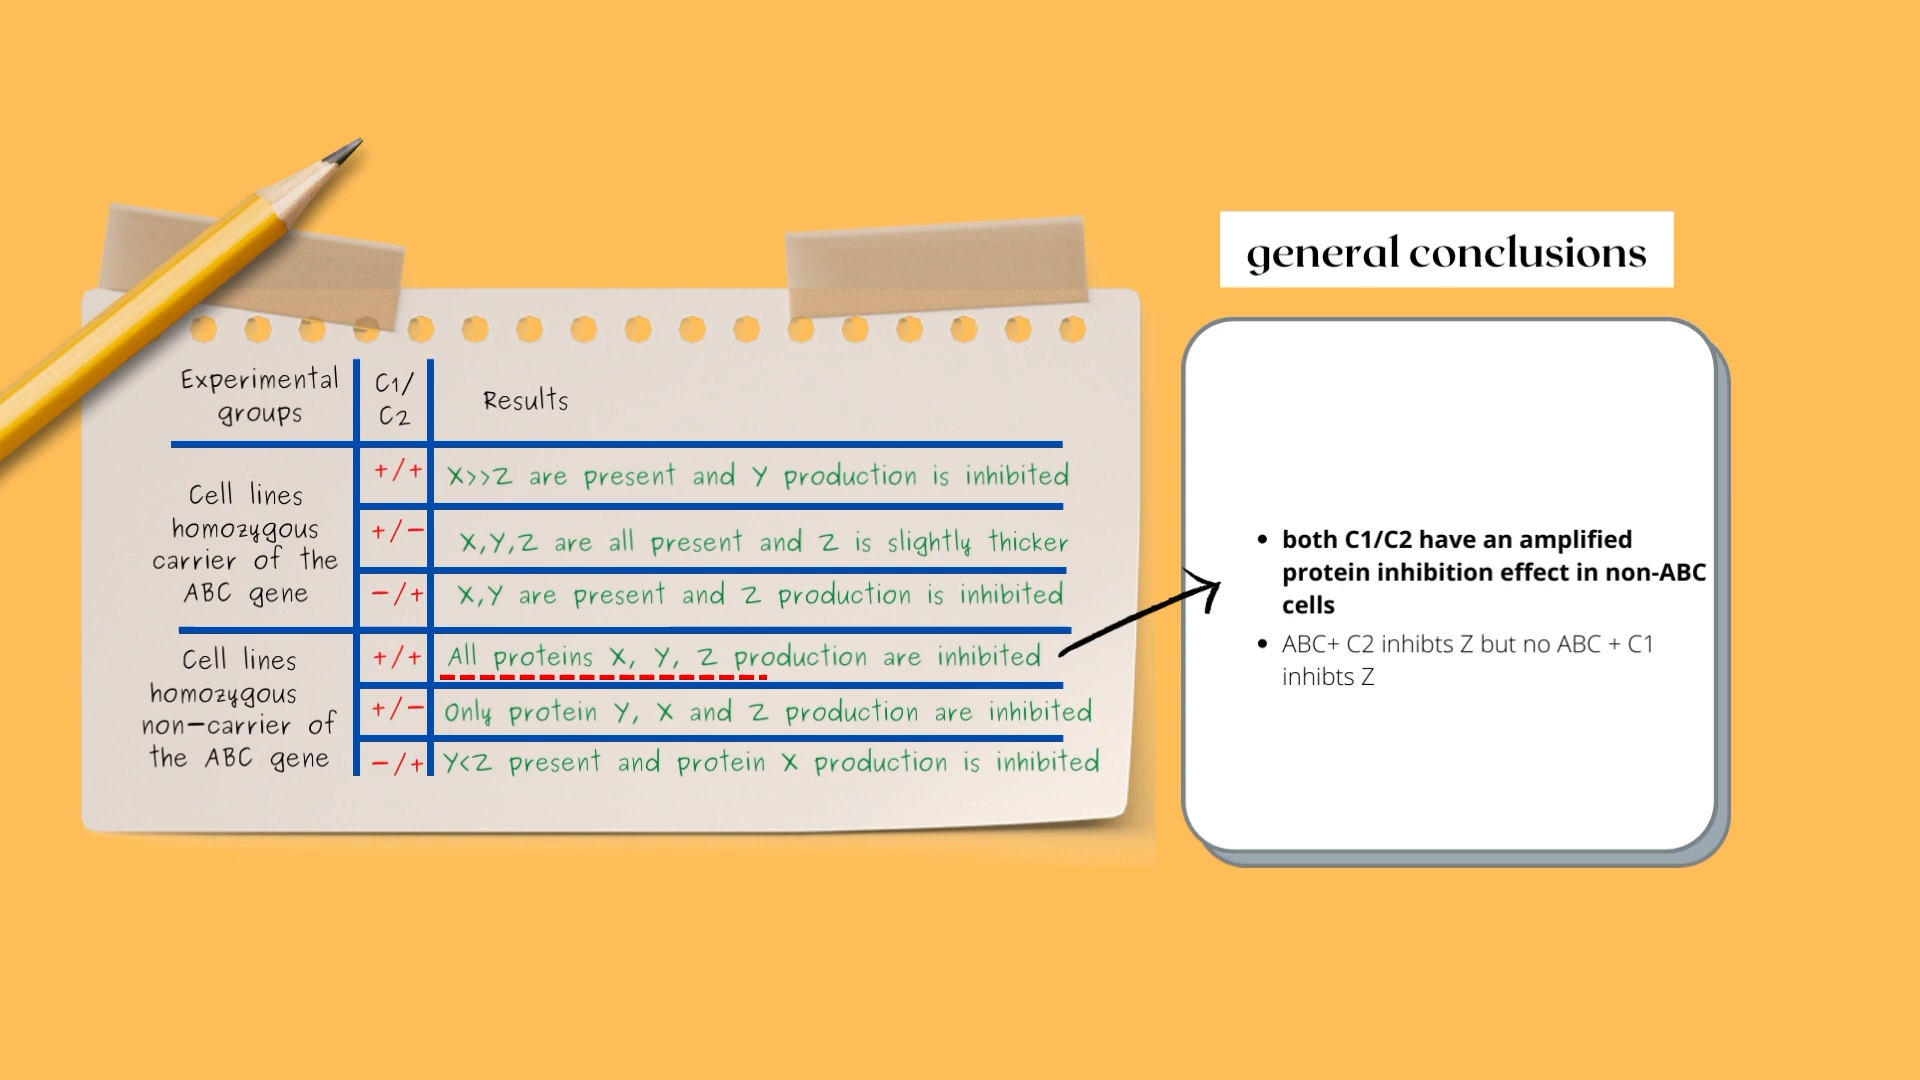 general conclusions
Experimental
groups
C1/
C2
Results
Cell lines
homozygous
carrier of the
ABC gene
+/+
X>>Z are present and Y production is inhibited
+/-
X,Y,Z are all present and Z is slightly thicker
-/+
X,Y are present and Z production is inhibited
Cell lines
homozygous
non-carrier of
the ABC gene
+/+
All proteins X, Y, Z production are inhibited
+/-
Only protein Y, X and Z production are inhibited
-/+
Y<Z present and protein X production is inhibited
• both C1/C2 have an amplified
protein inhibition effect in non-ABC
cells
• ABC+ C2 inhibts Z but no ABC + C1
inhibts Z